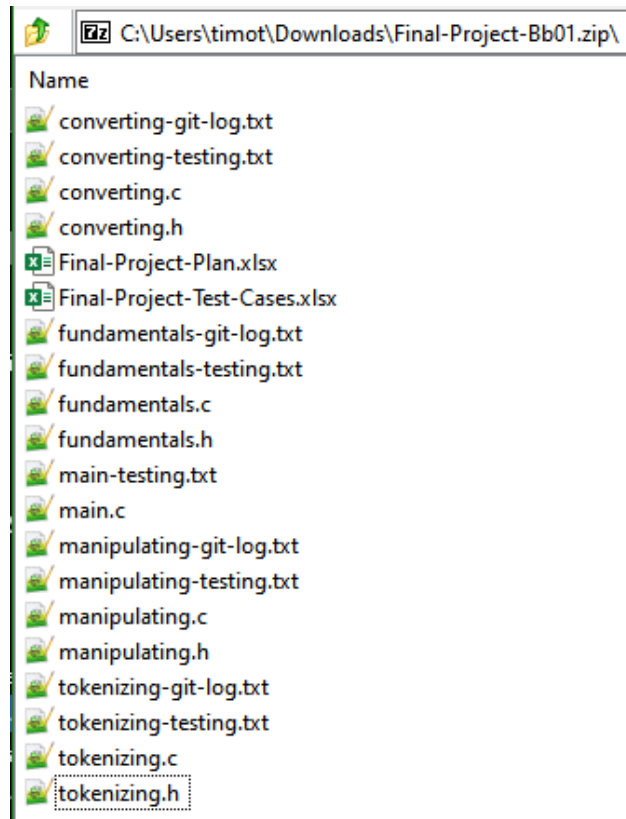 7z C:\Users\timot\Downloads\Final-Project-Bb01.zip\
Name
converting-git-log.txt
converting-testing.txt
converting.c
converting.h
Final-Project-Plan.xlsx
Final-Project-Test-Cases.xlsx
fundamentals-git-log.txt
fundamentals-testing.txt
fundamentals.c
fundamentals.h
main-testing.txt
main.c
manipulating-git-log.txt
manipulating-testing.txt
manipulating.c
manipulating.h
tokenizing-git-log.txt
tokenizing-testing.txt
tokenizing.c
tokenizing.h